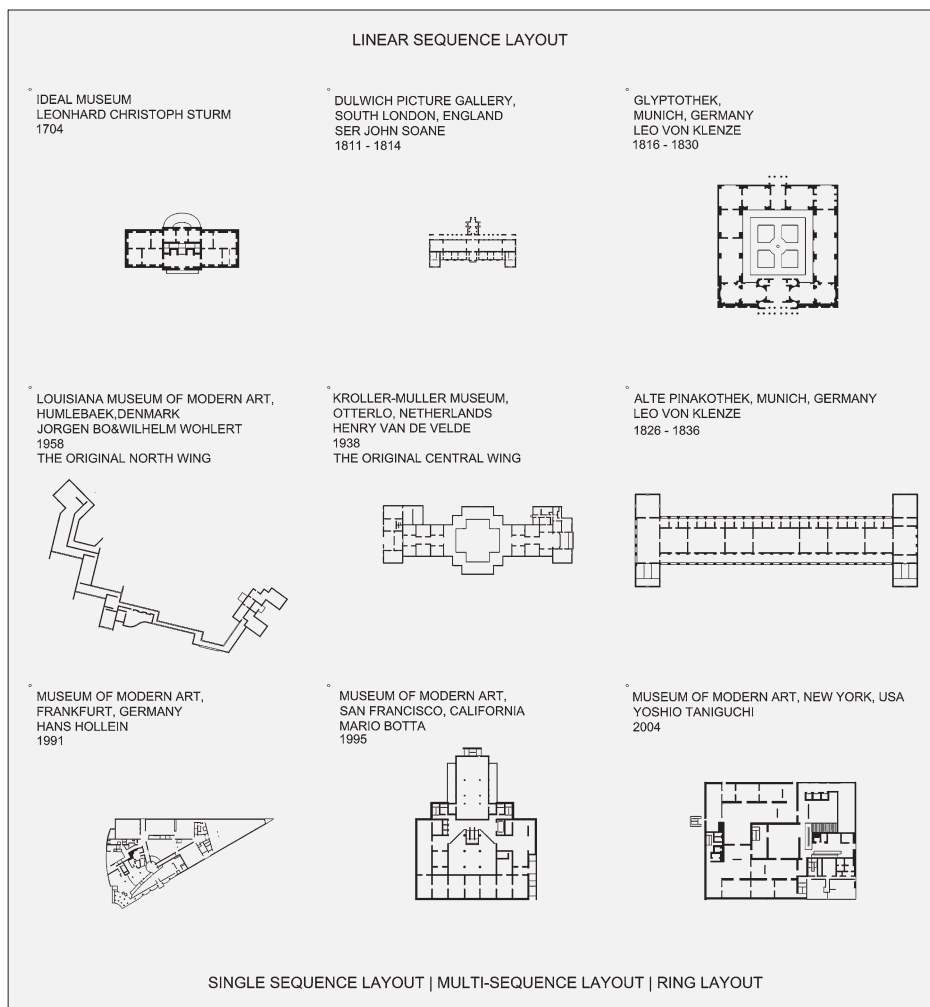 LINEAR SEQUENCE LAYOUT
IDEAL MUSEUM
LEONHARD CHRISTOPH STURM
1704
DULWICH PICTURE GALLERY,
SOUTH LONDON, ENGLAND
SER JOHN SOANE
1811 - 1814
GLYPTOTHEK,
MUNICH, GERMANY
LEO VON KLENZE
1816 - 1830
LOUISIANA MUSEUM OF MODERN ART,
HUMLEBAEK,DENMARK
JORGEN BO&WILHELM WOHLERT
1958
THE ORIGINAL NORTH WING
KROLLER-MULLER MUSEUM,
OTTERLO, NETHERLANDS
HENRY VAN DE VELDE
1938
THE ORIGINAL CENTRAL WING
ALTE PINAKOTHEK, MUNICH, GERMANY
LEO VON KLENZE
1826 - 1836
MUSEUM OF MODERN ART,
FRANKFURT, GERMANY
HANS HOLLEIN
1991
MUSEUM OF MODERN ART,
SAN FRANCISCO, CALIFORNIA
MARIO BOTTA
1995
MUSEUM OF MODERN ART, NEW YORK, USA
YOSHIO TANIGUCHI
2004
SINGLE SEQUENCE LAYOUT | MULTI-SEQUENCE LAYOUT | RING LAYOUT